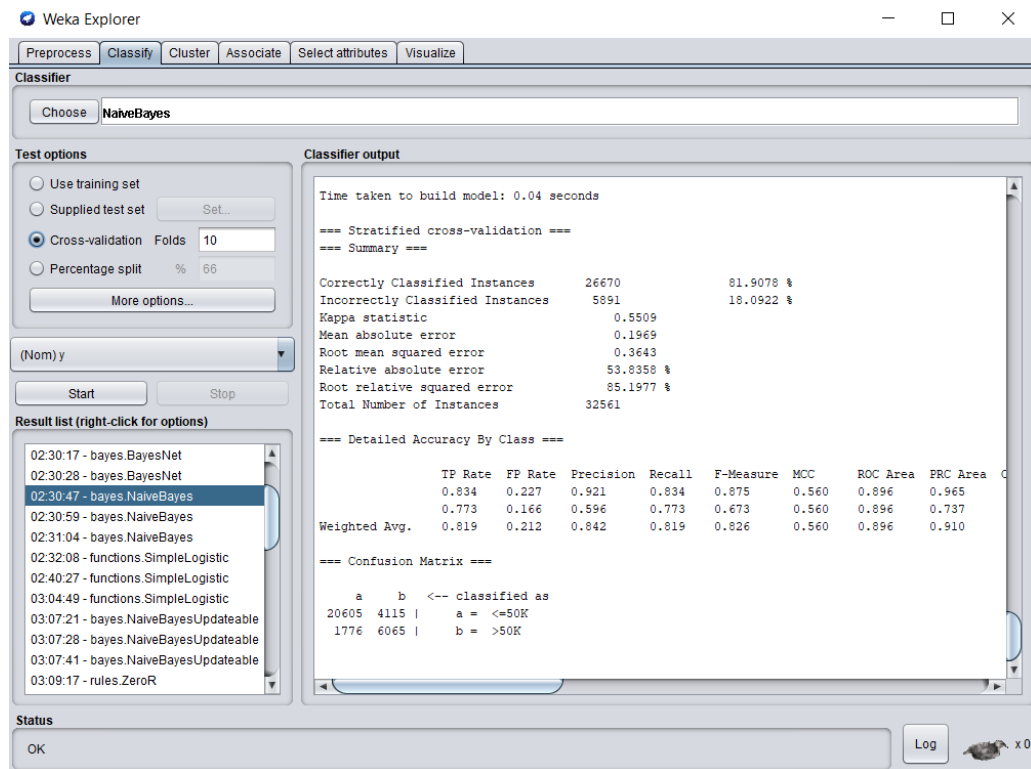 Weka Explorer
Preprocess Classify Cluster Associate Select attributes Visualize
Classifier
Choose NaiveBayes
Test options
Use training set
Supplied test set Set...
Cross-validation Folds 10
Percentage split % 66
More options...
(Nom) y
Start Stop
Result list (right-click for options)
02:30:17 - bayes.BayesNet
02:30:28 - bayes.BayesNet
02:30:47 - bayes.NaiveBayes
02:30:59 - bayes.NaiveBayes
02:31:04 - bayes.NaiveBayes
02:32:08 - functions.SimpleLogistic
02:40:27 - functions.SimpleLogistic
03:04:49 - functions.SimpleLogistic
03:07:21 - bayes.NaiveBayesUpdateable
03:07:28 - bayes.NaiveBayesUpdateable
03:07:41 - bayes.NaiveBayesUpdateable
03:09:17 - rules.ZeroR
Classifier output
Time taken to build model: 0.04 seconds
=== Stratified cross-validation ===
=== Summary ===
Correctly Classified Instances 26670 81.9078 %
Incorrectly Classified Instances 5891 18.0922 %
Kappa statistic 0.5509
Mean absolute error 0.1969
Root mean squared error 0.3643
Relative absolute error 53.8358 %
Root relative squared error 85.1977 %
Total Number of Instances 32561
=== Detailed Accuracy By Class ===
TP Rate FP Rate Precision Recall F-Measure MCC ROC Area PRC Area C
0.834 0.227 0.921 0.834 0.875 0.560 0.896 0.965
0.773 0.166 0.596 0.773 0.673 0.560 0.896 0.737
Weighted Avg. 0.819 0.212 0.842 0.819 0.826 0.560 0.896 0.910
=== Confusion Matrix ===
a b <-- classified as
20605 4115 | a = <=50K
1776 6065 | b = >50K
Status
OK
Log x 0